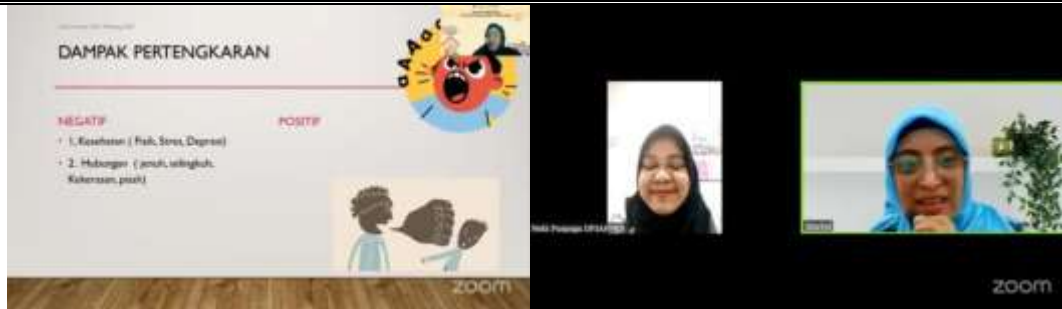 DAMPAK PERTENGKARAN
NEGATIF
1. Kesehatan ( Fisik, Stres, Depresi)
2. Hubungan ( jenuh, selingkuh,
Kekerasan, pisah)
POSITIF
zoom
zoom